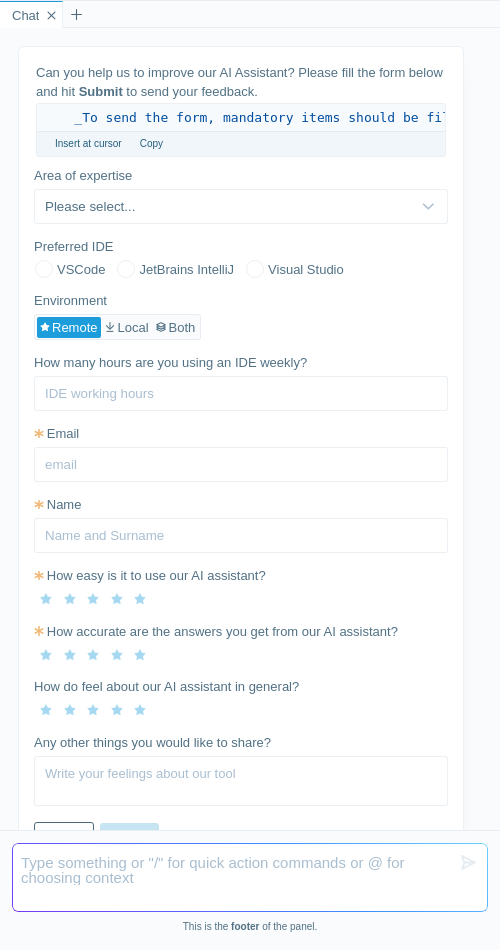 Chat
Can you help us to improve our AI Assistant? Please fill the form below
and hit Submit to send your feedback.
_To send the form, mandatory items should be fil
Insert at cursor Copy
Area of expertise
Please select...
Preferred IDE
VSCode JetBrains IntelliJ Visual Studio
Environment
Remote Local Both
How many hours are you using an IDE weekly?
IDE working hours
* Email
email
* Name
Name and Surname
* How easy is it to use our AI assistant?
* How accurate are the answers you get from our AI assistant?
How do feel about our AI assistant in general?
Any other things you would like to share?
Write your feelings about our tool
Type something or "/" for quick action commands or @ for
choosing context
This is the footer of the panel.